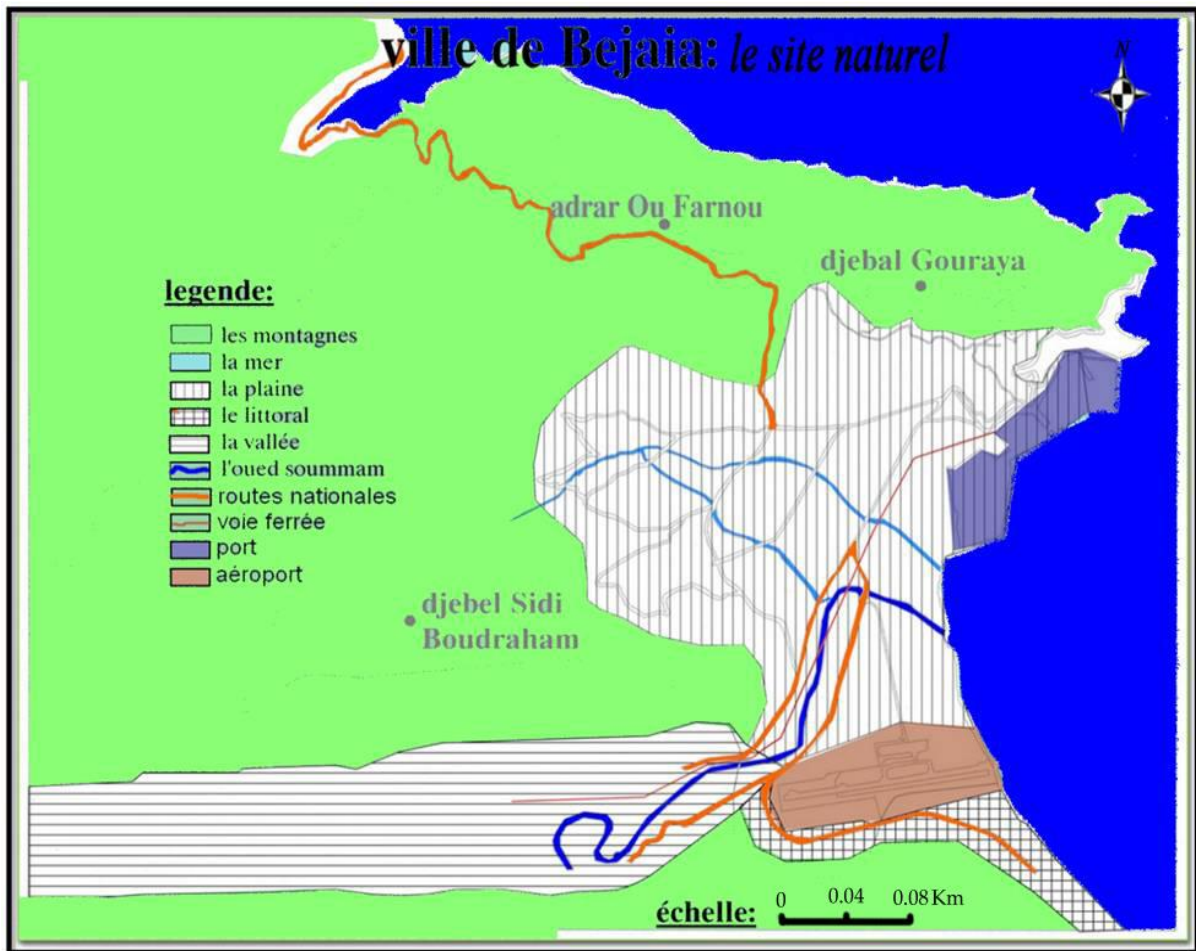 ville de Bejaia: le site naturel
N
adrar Ou Farnou
djebal Gouraya
legende:
les montagnes
la mer
la plaine
le littoral
la vallée
l'oued soummam
routes nationales
voie ferrée
port
aéroport
djebel Sidi
Boudraham
échelle: 0 0.04 0.08 Km